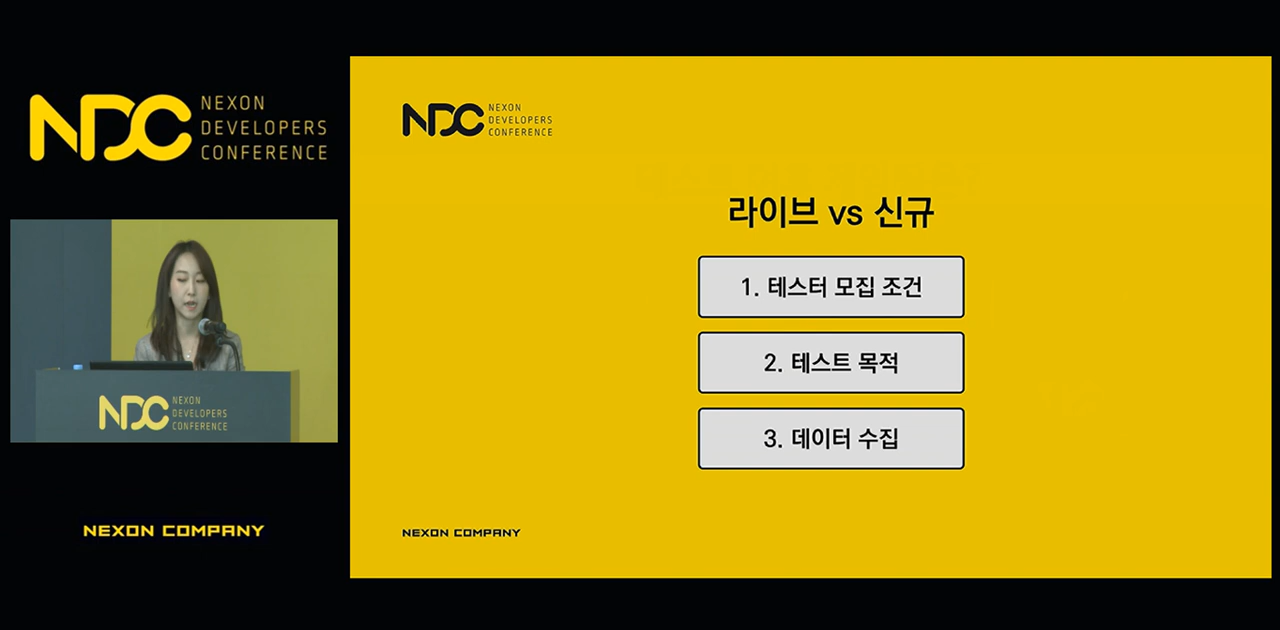 NDC
NEXON
DEVELOPERS
CONFERENCE
NDC
NEXON
DEVELOPERS
CONFERENCE
NEXON COMPANY
NDC
NEXON
DEVELOPERS
CONFERENCE
라이브 vs 신규
1. 테스터 모집 조건
2. 테스트 목적
3. 데이터 수집
NEXON COMPANY